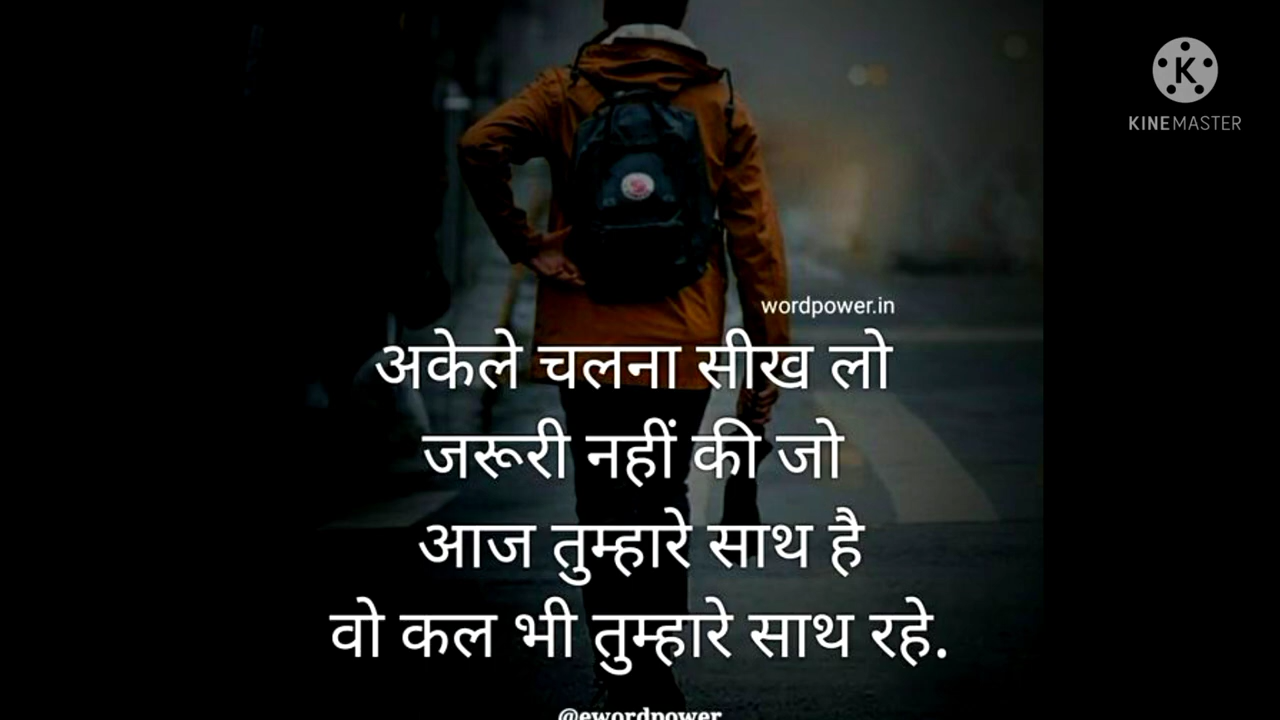 KINEMASTER
wordpower.in
अकेले चलना सीख लो
जरूरी नहीं की जो
आज तुम्हारे साथ है
वो कल भी तुम्हारे साथ रहे.
@ewordpower